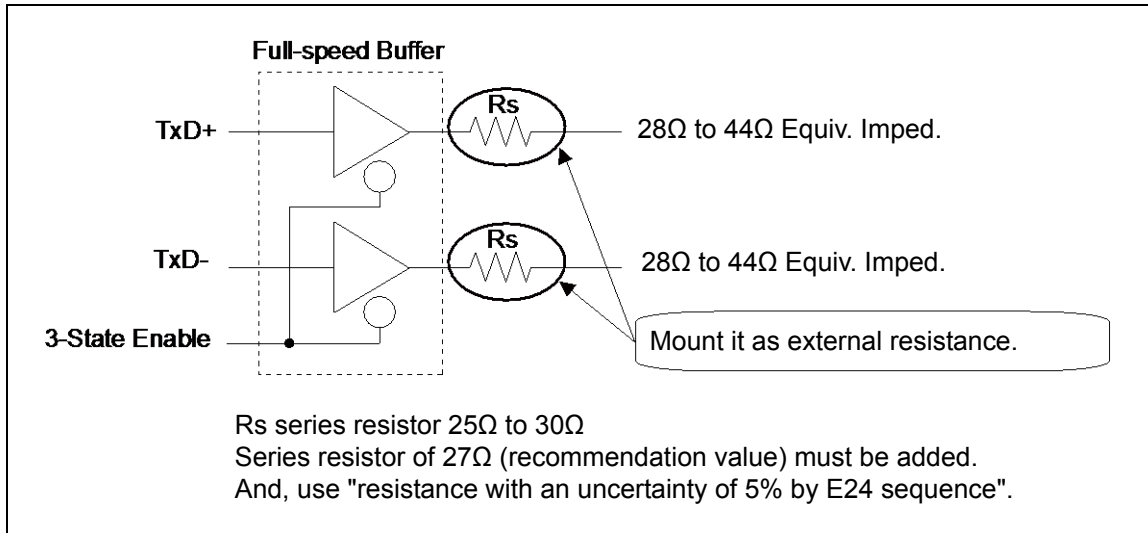 Full-speed Buffer
Rs
TxD+
28Ω to 44Ω Equiv. Imped.
Rs
TxD-
28Ω to 44Ω Equiv. Imped.
3-State Enable
Mount it as external resistance.
Rs series resistor 25Ω to 30Ω
Series resistor of 27Ω (recommendation value) must be added.
And, use "resistance with an uncertainty of 5% by E24 sequence".